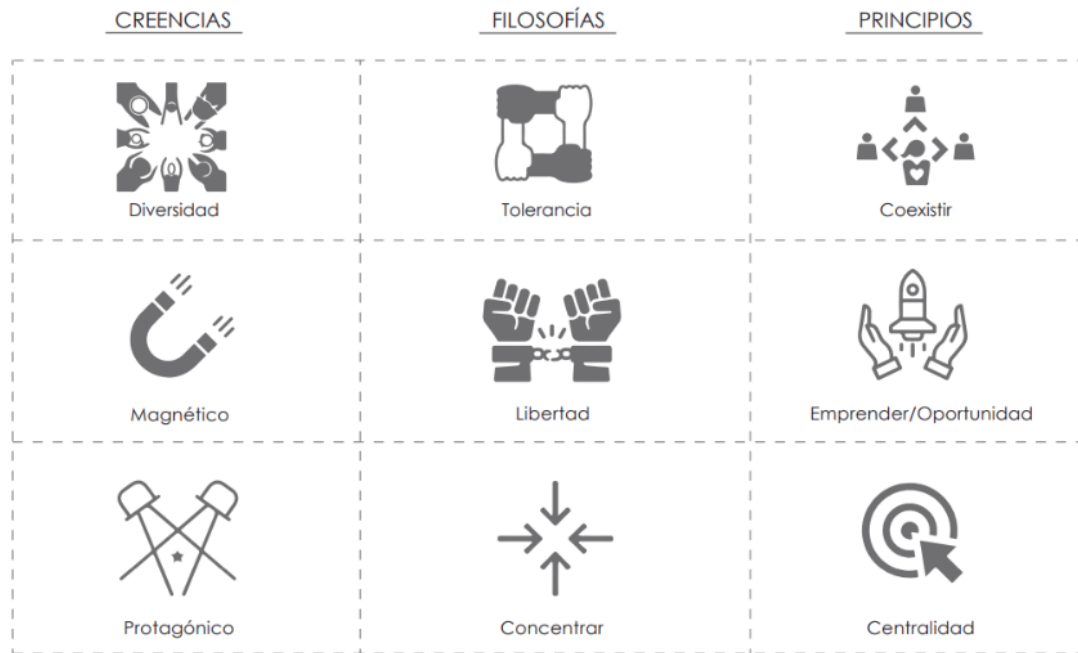 CREENCIAS
FILOSOFÍAS
PRINCIPIOS
Diversidad
Tolerancia
Coexistir
Magnético
Libertad
Emprender/Oportunidad
Protagónico
Concentrar
Centralidad